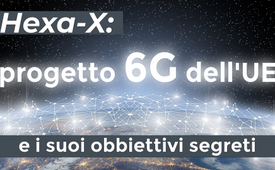 Hexa-X:
progetto 6G dell'UE
e i suoi obbiettivi segreti